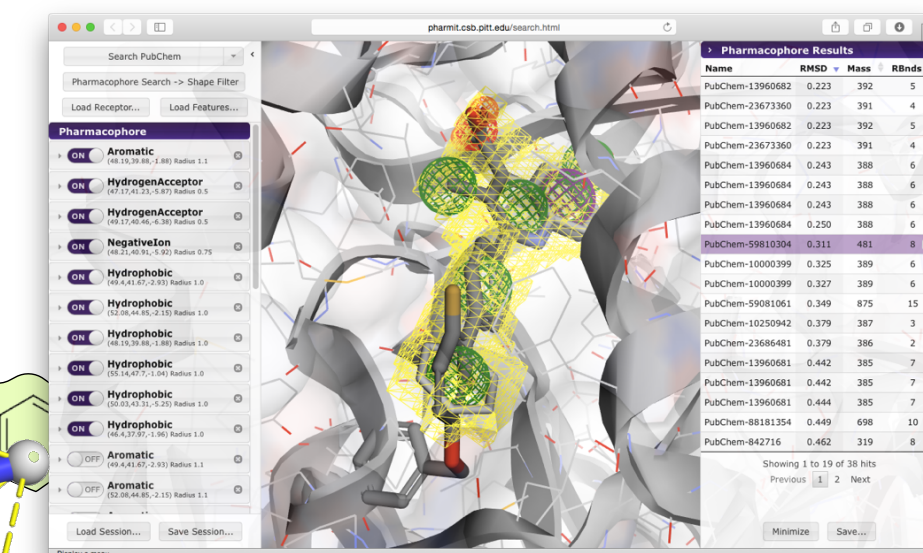 pharmit.csb.pitt.edu/search.html
Search PubChem
Pharmacophore Search -> Shape Filter
Load Receptor...
Load Features...
Pharmacophore
ON Aromatic
(48.19,39.88,-1.88) Radius 1.1
ON HydrogenAcceptor
(47.17,41.23,-5.87) Radius 0.5
ON HydrogenAcceptor
(49.17,40.46,-6.38) Radius 0.5
ON NegativeIon
(48.21,40.91,-5.92) Radius 0.75
ON Hydrophobic
(49.4,41.67,-2.93) Radius 1.0
ON Hydrophobic
(52.08,44.85,-2.15) Radius 1.0
ON Hydrophobic
(48.19,39.88,-1.88) Radius 1.0
ON Hydrophobic
(55.14,47.7,-1.04) Radius 1.0
ON Hydrophobic
(50.03,43.31,-5.25) Radius 1.0
ON Hydrophobic
(46.4,37.97,-1.96) Radius 1.0
OFF Aromatic
(49.4,41.67,-2.93) Radius 1.1
OFF Aromatic
(52.08,44.85,-2.15) Radius 1.1
Load Session...
Save Session...
Pharmacophore Results
Name RMSD Mass RBnds
PubChem-13960682 0.223 392 5
PubChem-23673360 0.223 391 4
PubChem-13960682 0.223 392 5
PubChem-23673360 0.223 391 4
PubChem-13960684 0.243 388 6
PubChem-13960684 0.243 388 6
PubChem-13960684 0.243 388 6
PubChem-13960684 0.250 388 6
PubChem-59810304 0.311 481 8
PubChem-10000399 0.325 389 6
PubChem-10000399 0.327 389 6
PubChem-59081061 0.349 875 15
PubChem-10250942 0.379 387 3
PubChem-23686481 0.379 386 2
PubChem-13960681 0.442 385 7
PubChem-13960681 0.442 385 7
PubChem-13960681 0.444 385 7
PubChem-88181354 0.449 698 10
PubChem-842716 0.462 319 8
Showing 1 to 19 of 38 hits
Previous 1 2 Next
Minimize
Save...